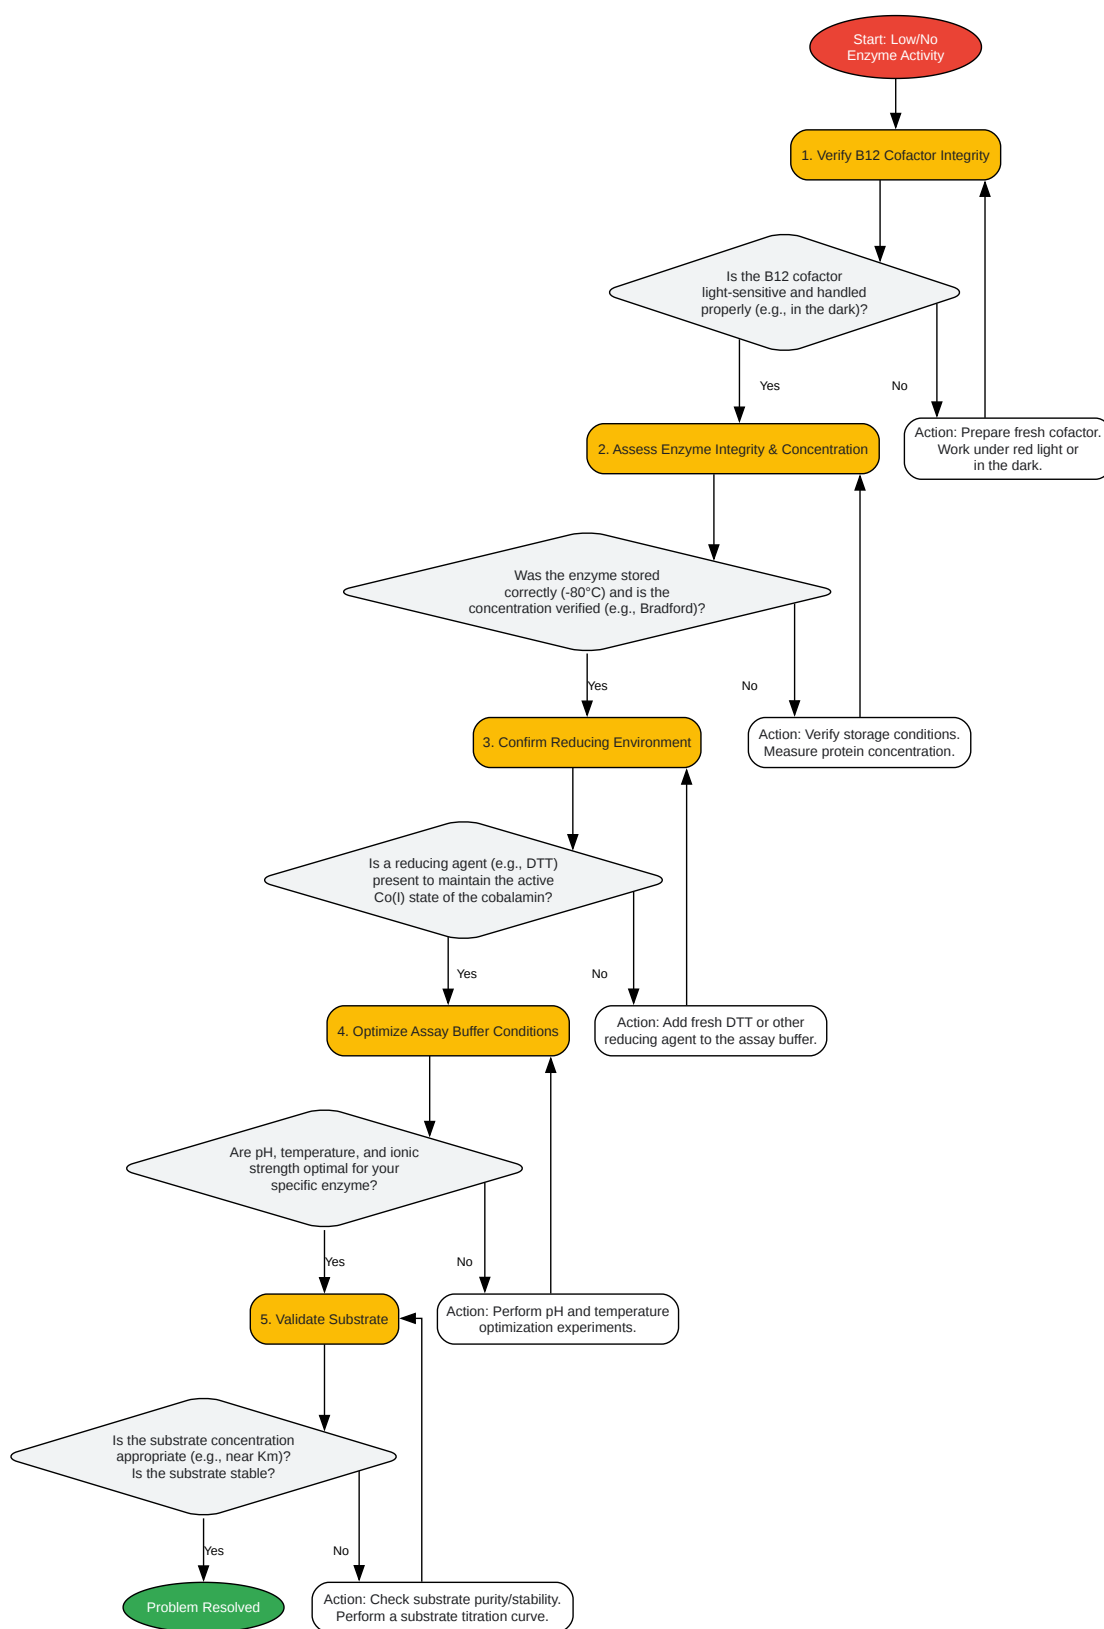 Start: Low/No
Enzyme Activity
1. Verify B12 Cofactor Integrity
Is the B12 cofactor
light-sensitive and handled
properly (e.g., in the dark)?
Yes
No
Action: Prepare fresh cofactor.
Work under red light or
in the dark.
2. Assess Enzyme Integrity & Concentration
Was the enzyme stored
correctly (-80°C) and is the
concentration verified (e.g., Bradford)?
Yes
No
Action: Verify storage conditions.
Measure protein concentration.
3. Confirm Reducing Environment
Is a reducing agent (e.g., DTT)
present to maintain the active
Co(I) state of the cobalamin?
Yes
No
Action: Add fresh DTT or other
reducing agent to the assay buffer.
4. Optimize Assay Buffer Conditions
Are pH, temperature, and ionic
strength optimal for your
specific enzyme?
Yes
No
Action: Perform pH and temperature
optimization experiments.
5. Validate Substrate
Is the substrate concentration
appropriate (e.g., near Km)?
Is the substrate stable?
Yes
No
Problem Resolved
Action: Check substrate purity/stability.
Perform a substrate titration curve.